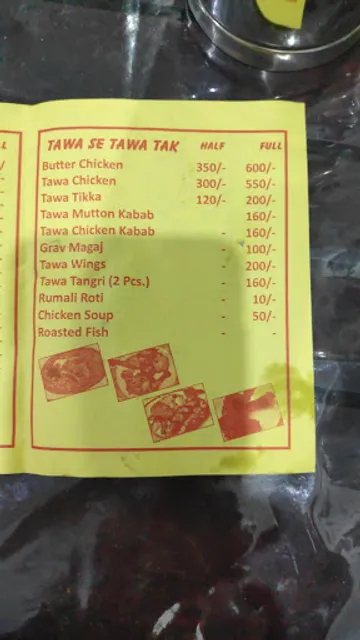 L
/
TAWA SE TAWA TAK HALF FULL
Butter Chicken 350/- 600/-
Tawa Chicken 300/- 550/-
Tawa Tikka 120/- 200/-
Tawa Mutton Kabab 160/-
Tawa Chicken Kabab - 160/-
Grav Magaj - 100/-
Tawa Wings - 200/-
Tawa Tangri (2 Pcs.) - 160/-
Rumali Roti - 10/-
Chicken Soup - 50/-
Roasted Fish - -